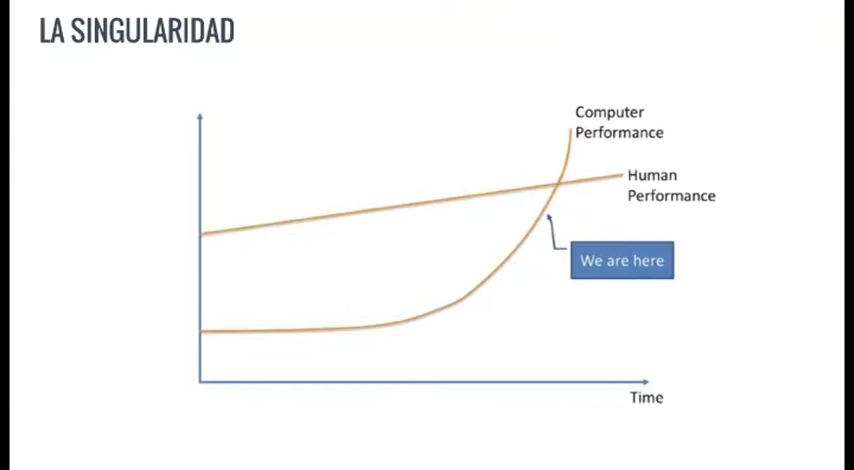 LA SINGULARIDAD
Computer
Performance
Human
Performance
We are here
Time